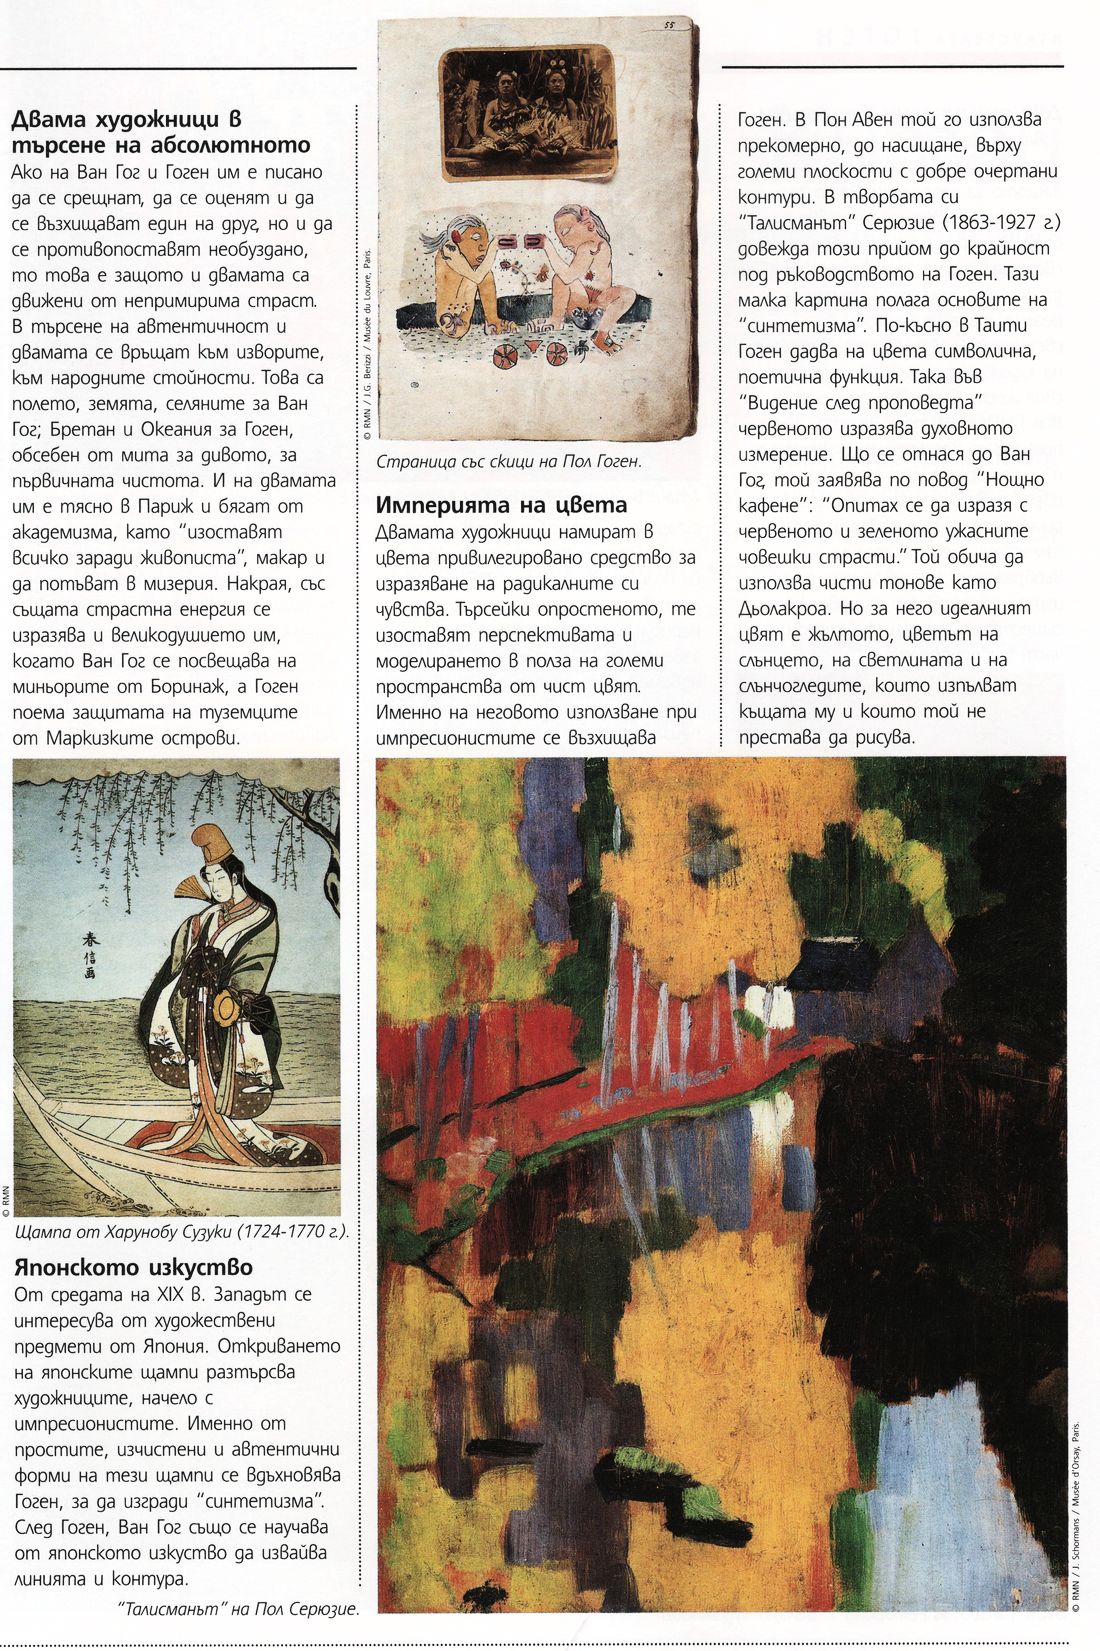 Двама художници в
търсене на абсолютното
Ако на Ван Гог и Гоген им е писано
да се срещнат, да се оценят и да
се възхищават един на друг, но и да
се противопоставят необуздано,
то това е защото и двамата са
движени от непримирима страст.
В търсене на автентичност и
двамата се връщат към изворите,
към народните стойности. Това са
полето, земята, селяните за Ван
Гог; Бретан и Океания за Гоген,
обсебен от мита за дивото, за
първичната чистота. И на двамата
им е тясно в Париж и бягат от
академизма, като “изоставят
всичко заради живописта”, макар и
да потъват в мизерия. Накрая, със
същата страстна енергия се
изразява и великодушието им,
когато Ван Гог се посвещава на
миньорите от Боринаж, а Гоген
поема защитата на туземците
от Маркизките острови.
春信画
© RMN
Щампа от Харунобу Сузуки (1724-1770 г.).
Японското изкуство
От средата на XIX в. Западът се
интересува от художествени
предмети от Япония. Откриването
на японските щампи разтърсва
художниците, начело с
импресионистите. Именно от
простите, изчистени и автентични
форми на тези щампи се вдъхновява
Гоген, за да изгради “синтетизма”.
След Гоген, Ван Гог също се научава
от японското изкуство да извайва
линията и контура.
“Талисманът” на Пол Серюзие.
55
© RMN / J.G. Berizzi / Musée du Louvre, Paris.
Страница със скици на Пол Гоген.
Империята на цвета
Двамата художници намират в
цвета привилегировано средство за
изразяване на радикалните си
чувства. Търсейки опростеното, те
изоставят перспективата и
моделирането в полза на големи
пространства от чист цвят.
Именно на неговото използване при
импресионистите се възхищава
Гоген. В Пон Авен той го използва
прекомерно, до насищане, върху
големи плоскости с добре очертани
контури. В творбата си
“Талисманът” Серюзие (1863-1927 г.)
довежда този прийом до крайност
под ръководството на Гоген. Тази
малка картина полага основите на
“синтетизма”. По-късно в Таити
Гоген дадва на цвета символична,
поетична функция. Така във
“Видение след проповедта”
червеното изразява духовното
измерение. Що се отнася до Ван
Гог, той заявява по повод “Нощно
кафене”: “Опитах се да изразя с
червеното и зеленото ужасните
човешки страсти.” Той обича да
използва чисти тонове като
Дьолакроа. Но за него идеалният
цвят е жълтото, цветът на
слънцето, на светлината и на
слънчогледите, които изпълват
къщата му и които той не
престава да рисува.
© RMN / J. Schormans / Musée d'Orsay, Paris.